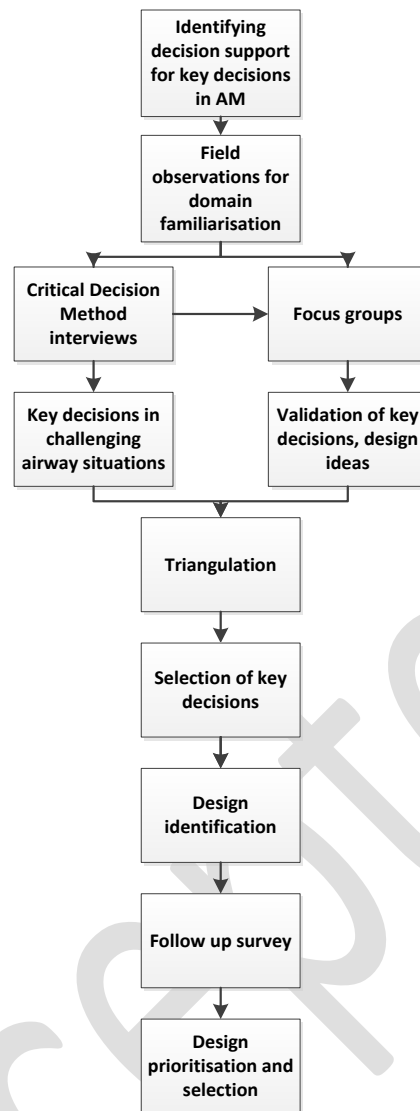 Identifying
decision support
for key decisions
in AM
Field
observations for
domain
familiarisation
Critical Decision
Method
interviews
Focus groups
Key decisions in
challenging
airway situations
Validation of key
decisions, design
ideas
Triangulation
Selection of key
decisions
Design
identification
Follow up survey
Design
prioritisation and
selection